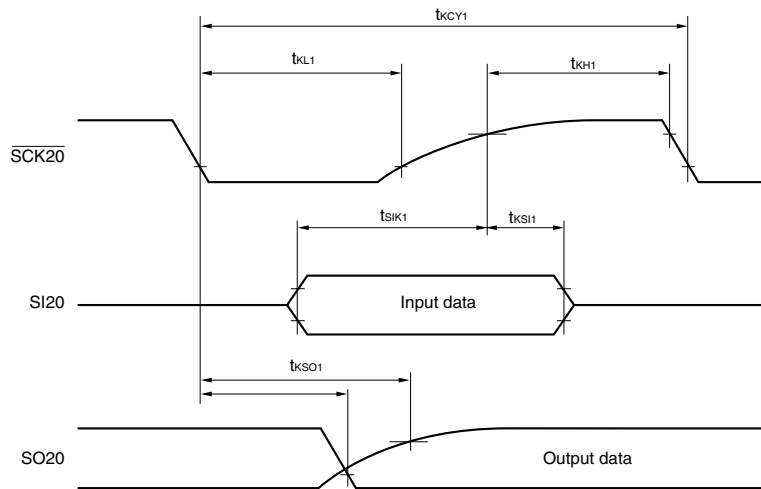 tKCY1
tKL1
tKH1
SCK20
tSIK1
tKSI1
SI20
Input data
tKSO1
SO20
Output data